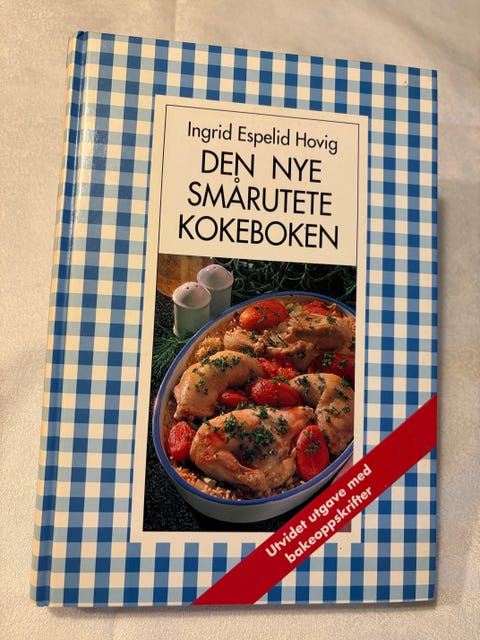 Ingrid Espelid Hovig
DEN NYE
SMÅRUTETE
KOKEBOKEN
Utvidet utgave med
bakeoppskrifter